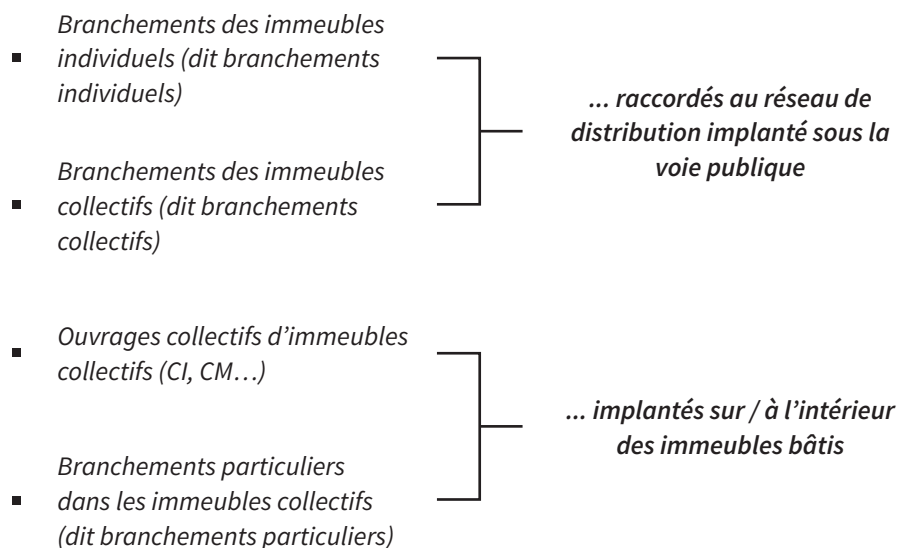 Branchements des immeubles
individuels (dit branchements
individuels)
Branchements des immeubles
collectifs (dit branchements
collectifs)
... raccordés au réseau de
distribution implanté sous la
voie publique
Ouvrages collectifs d’immeubles
collectifs (CI, CM…)
Branchements particuliers
dans les immeubles collectifs
(dit branchements particuliers)
... implantés sur / à l’intérieur
des immeubles bâtis